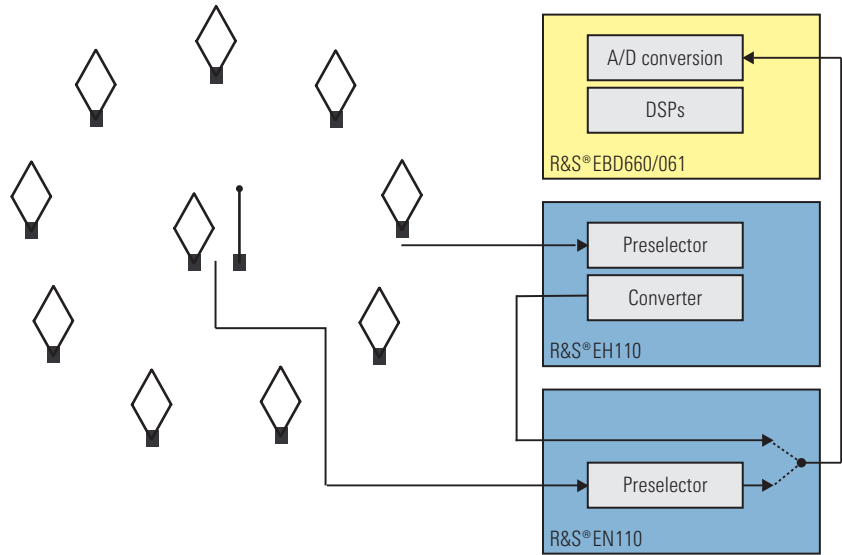 A/D conversion
DSPs
R&S®EBD660/061
Preselector
Converter
R&S®EH110
Preselector
R&S®EN110